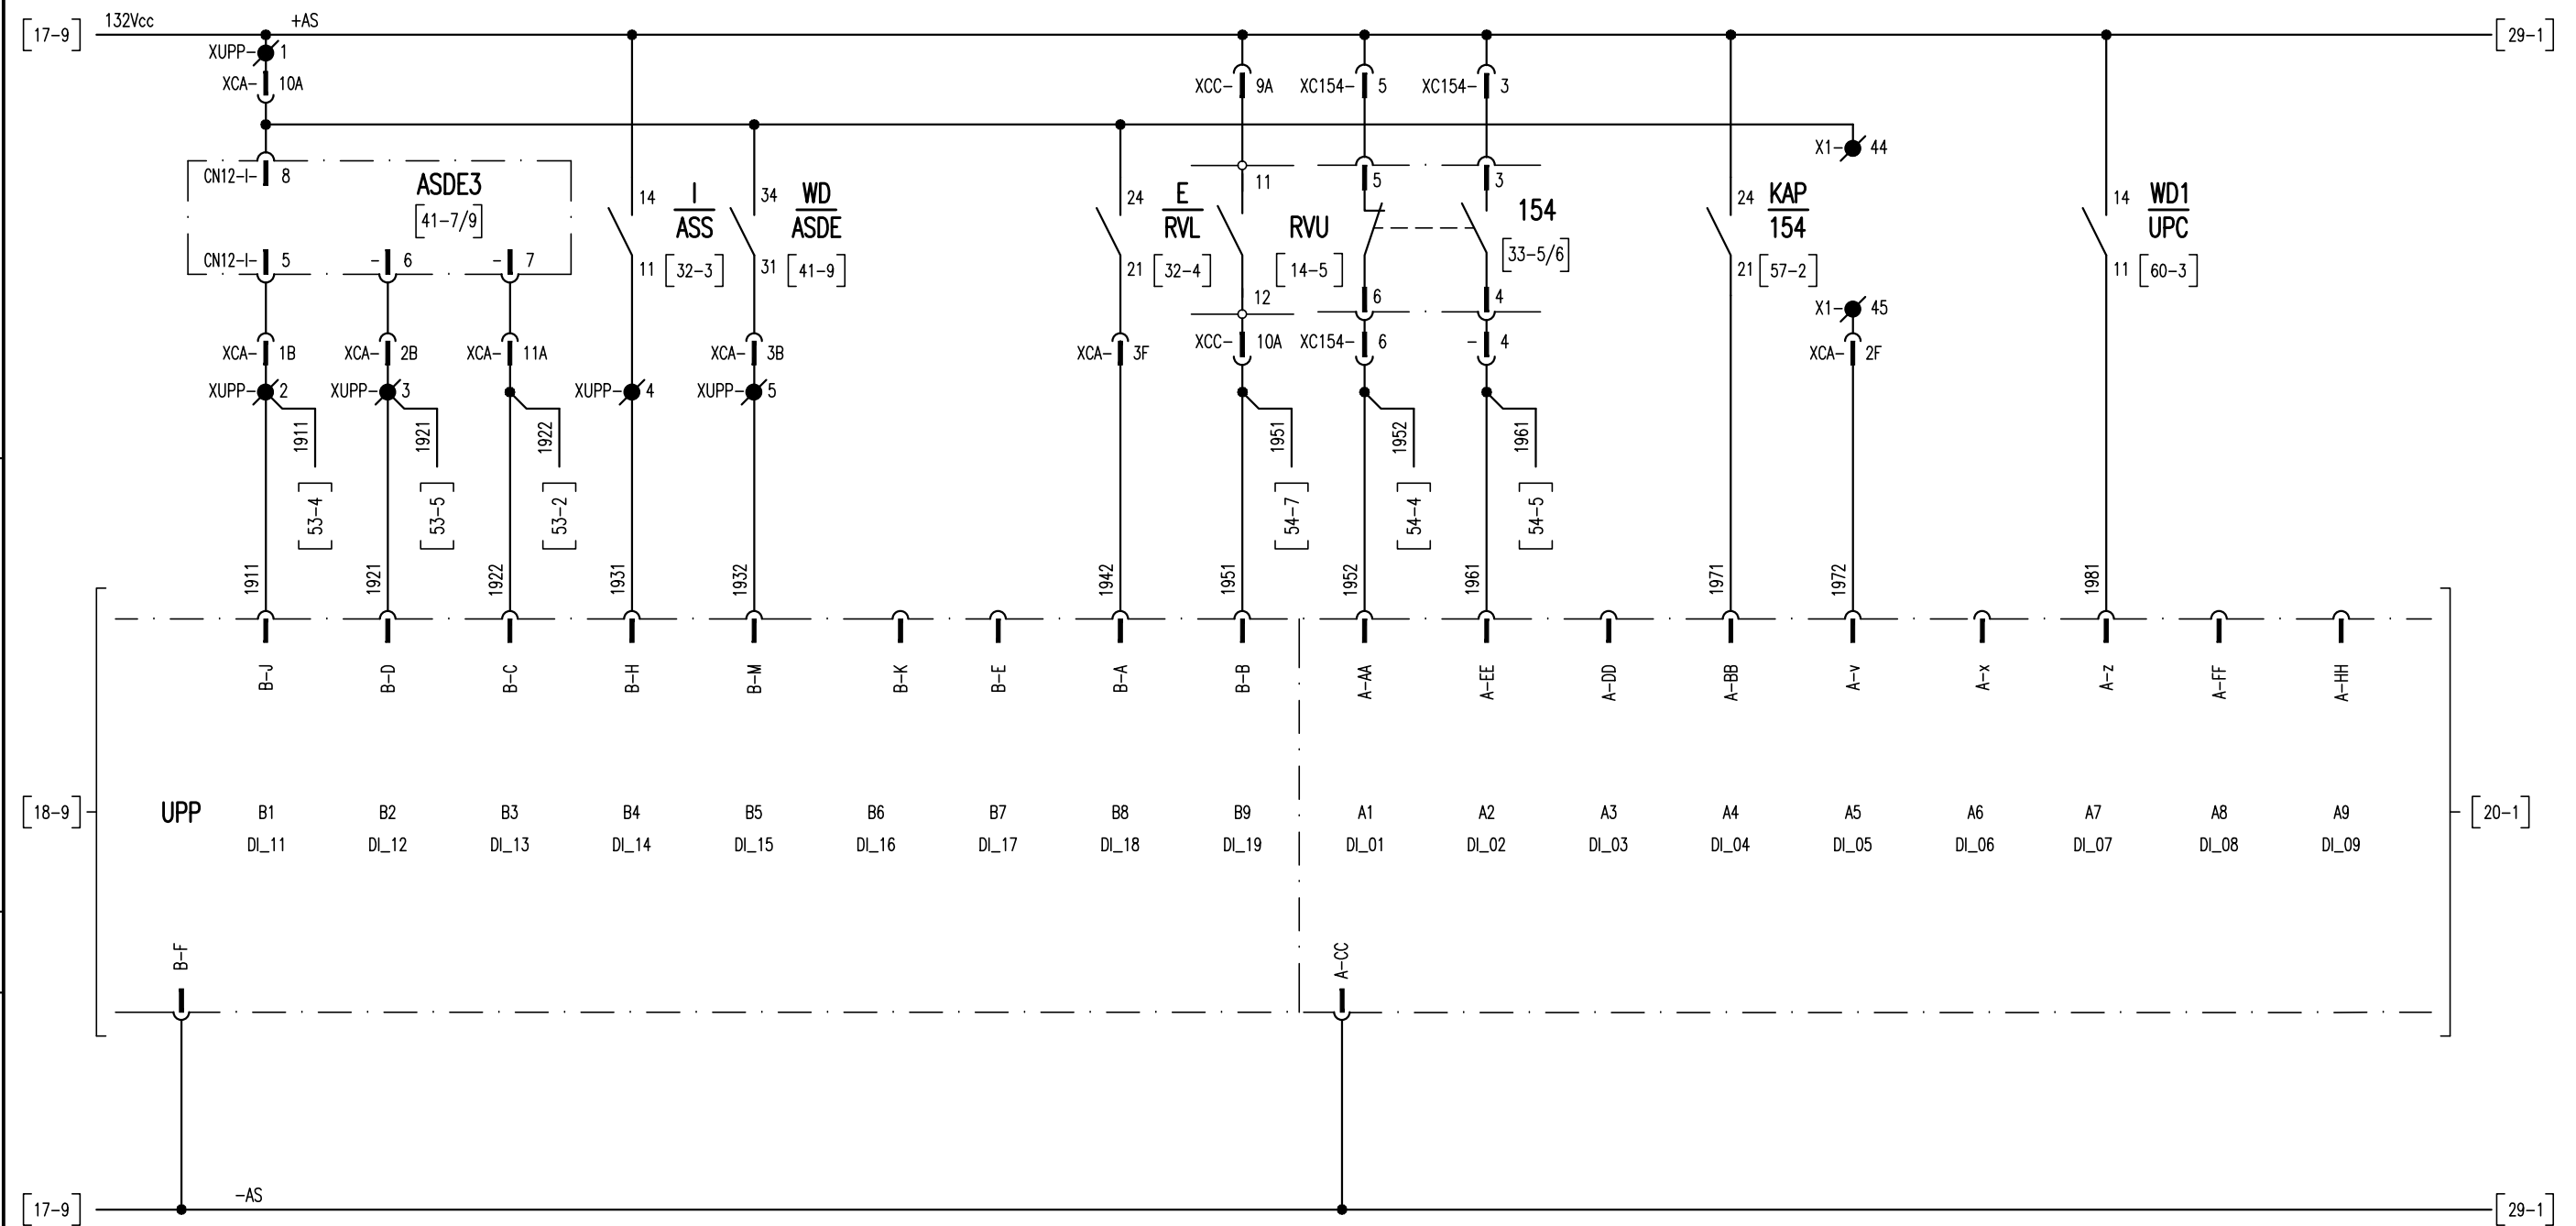 [17-9] 132Vcc +AS [29-1]
XUPP- 1
XCA- 10A XCC- 9A XC154- 5 XC154- 3
X1- 44
CN12-I- 8 ASDE3 11 5 3
[41-7/9]
14 I 34 WD 24 E 24 KAP 14 WD1
ASS ASDE RVL RVU 154 154 UPC
CN12-I- 5 - 6 - 7 11 [32-3] 31 [41-9] 21 [32-4] [14-5] [33-5/6] 21 [57-2] 11 [60-3]
12 6 4
X1- 45
XCA- 1B XCA- 2B XCA- 11A XCA- 3B XCA- 3F XCC- 10A XC154- 6 - 4 XCA- 2F
XUPP- 2 XUPP- 3 XUPP- 4 XUPP- 5
1911 1921 1922 1951 1952 1961
[53-4] [53-5] [53-2] [54-7] [54-4] [54-5]
1911 1921 1922 1931 1932 1942 1951 1952 1961 1971 1972 1981
B-J B-D B-C B-H B-M B-K B-E B-A B-B A-AA A-EE A-DD A-BB A-v A-x A-z A-FF A-HH
[18-9] UPP B1 B2 B3 B4 B5 B6 B7 B8 B9 A1 A2 A3 A4 A5 A6 A7 A8 A9 [20-1]
DI_11 DI_12 DI_13 DI_14 DI_15 DI_16 DI_17 DI_18 DI_19 DI_01 DI_02 DI_03 DI_04 DI_05 DI_06 DI_07 DI_08 DI_09
B-F A-CC
[17-9] -AS [29-1]